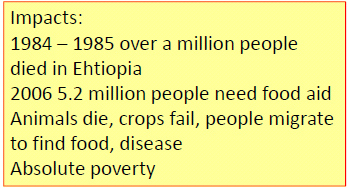 Impacts:
1984 – 1985 over a million people
died in Ehtiopia
2006 5.2 million people need food aid
Animals die, crops fail, people migrate
to find food, disease
Absolute poverty